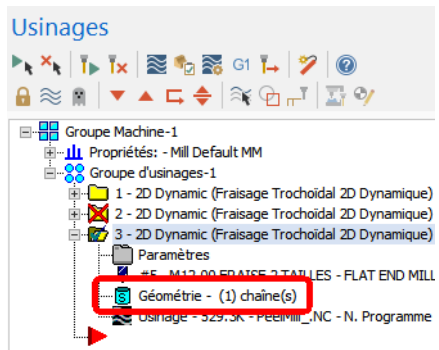 Usinages
G1
Groupe Machine-1
Propriétés: - Mill Default MM
Groupe d'usinages-1
1 - 2D Dynamic (Fraisage Trochoïdal 2D Dynamique)
2 - 2D Dynamic (Fraisage Trochoïdal 2D Dynamique)
3 - 2D Dynamic (Fraisage Trochoïdal 2D Dynamique)
Paramètres
#5 - M12.00 FRAISE 2 TAILLES - FLAT END MILL
Géométrie - (1) chaîne(s)
Usinage - 529.3K - PeelMill_.NC - N. Programme